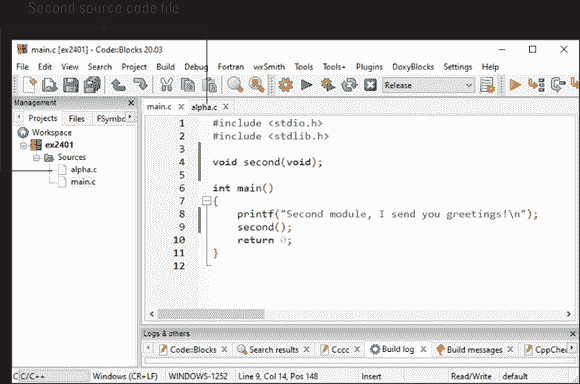 Second source code file
main.c [ex2401] - Code::Blocks 20.03
File Edit View Search Project Build Debug Fortran wxSmith Tools Tools+ Plugins DoxyBlocks Settings Help
Release
Management
Projects Files FSymbo
Workspace
ex2401
Sources
alpha.c
main.c
main.c alpha.c
1 #include <stdio.h>
2 #include <stdlib.h>
3
4 void second(void);
5
6 int main()
7 {
8 printf("Second module, I send you greetings!\n");
9 second();
10 return 0;
11 }
12
Logs & others
Code::Blocks Search results Cccc Build log Build messages CppChec
C/C++ Windows (CR+LF) WINDOWS-1252 Line 9, Col 14, Pos 148 Insert Read/Write default